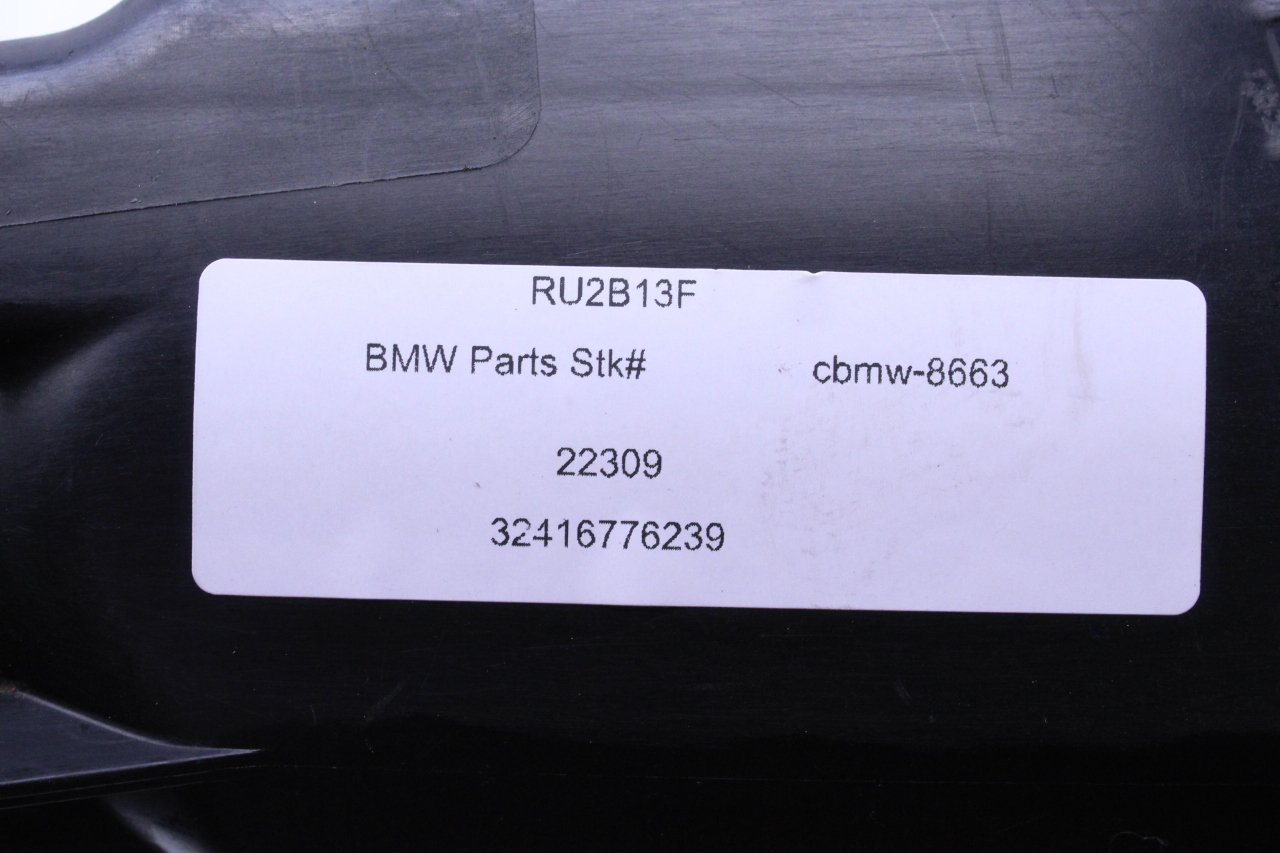 RU2B13F
BMW Parts Stk# cbmw-8663
22309
32416776239